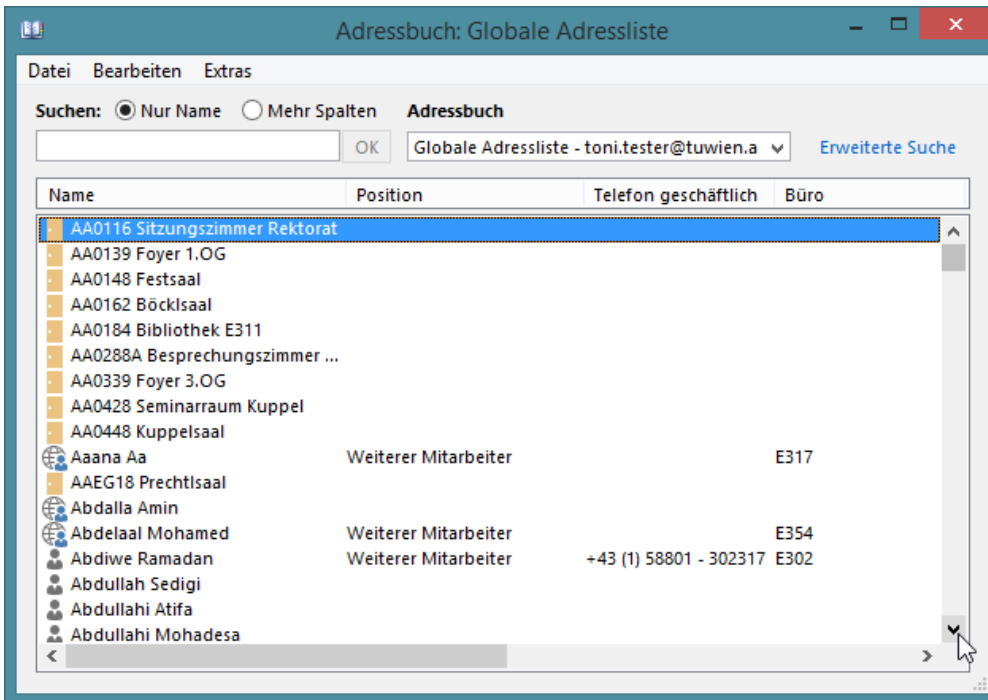 Adressbuch: Globale Adressliste
Datei Bearbeiten Extras
Suchen: Nur Name Mehr Spalten Adressbuch
OK Globale Adressliste - toni.tester@tuwien.a Erweiterte Suche
Name Position Telefon geschäftlich Büro
AA0116 Sitzungszimmer Rektorat
AA0139 Foyer 1.OG
AA0148 Festsaal
AA0162 Böcklsaal
AA0184 Bibliothek E311
AA0288A Besprechungszimmer ...
AA0339 Foyer 3.OG
AA0428 Seminarraum Kuppel
AA0448 Kuppelsaal
Aaana Aa Weiterer Mitarbeiter E317
AAEG18 Prechtlsaal
Abdalla Amin
Abdelaal Mohamed Weiterer Mitarbeiter E354
Abdiwe Ramadan Weiterer Mitarbeiter +43 (1) 58801 - 302317 E302
Abdullah Sedigi
Abdullahi Atifa
Abdullahi Mohadesa